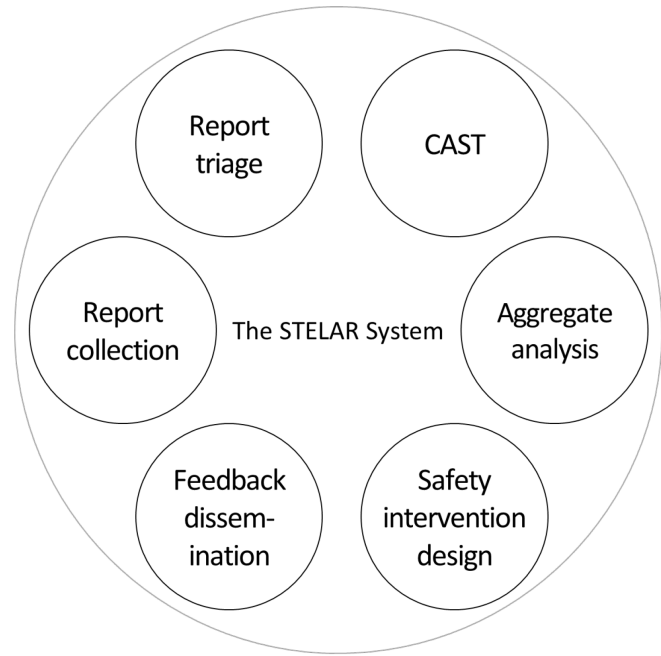 Report
triage
CAST
Report
collection
The STELAR System
Aggregate
analysis
Feedback
dissem-
ination
Safety
intervention
design